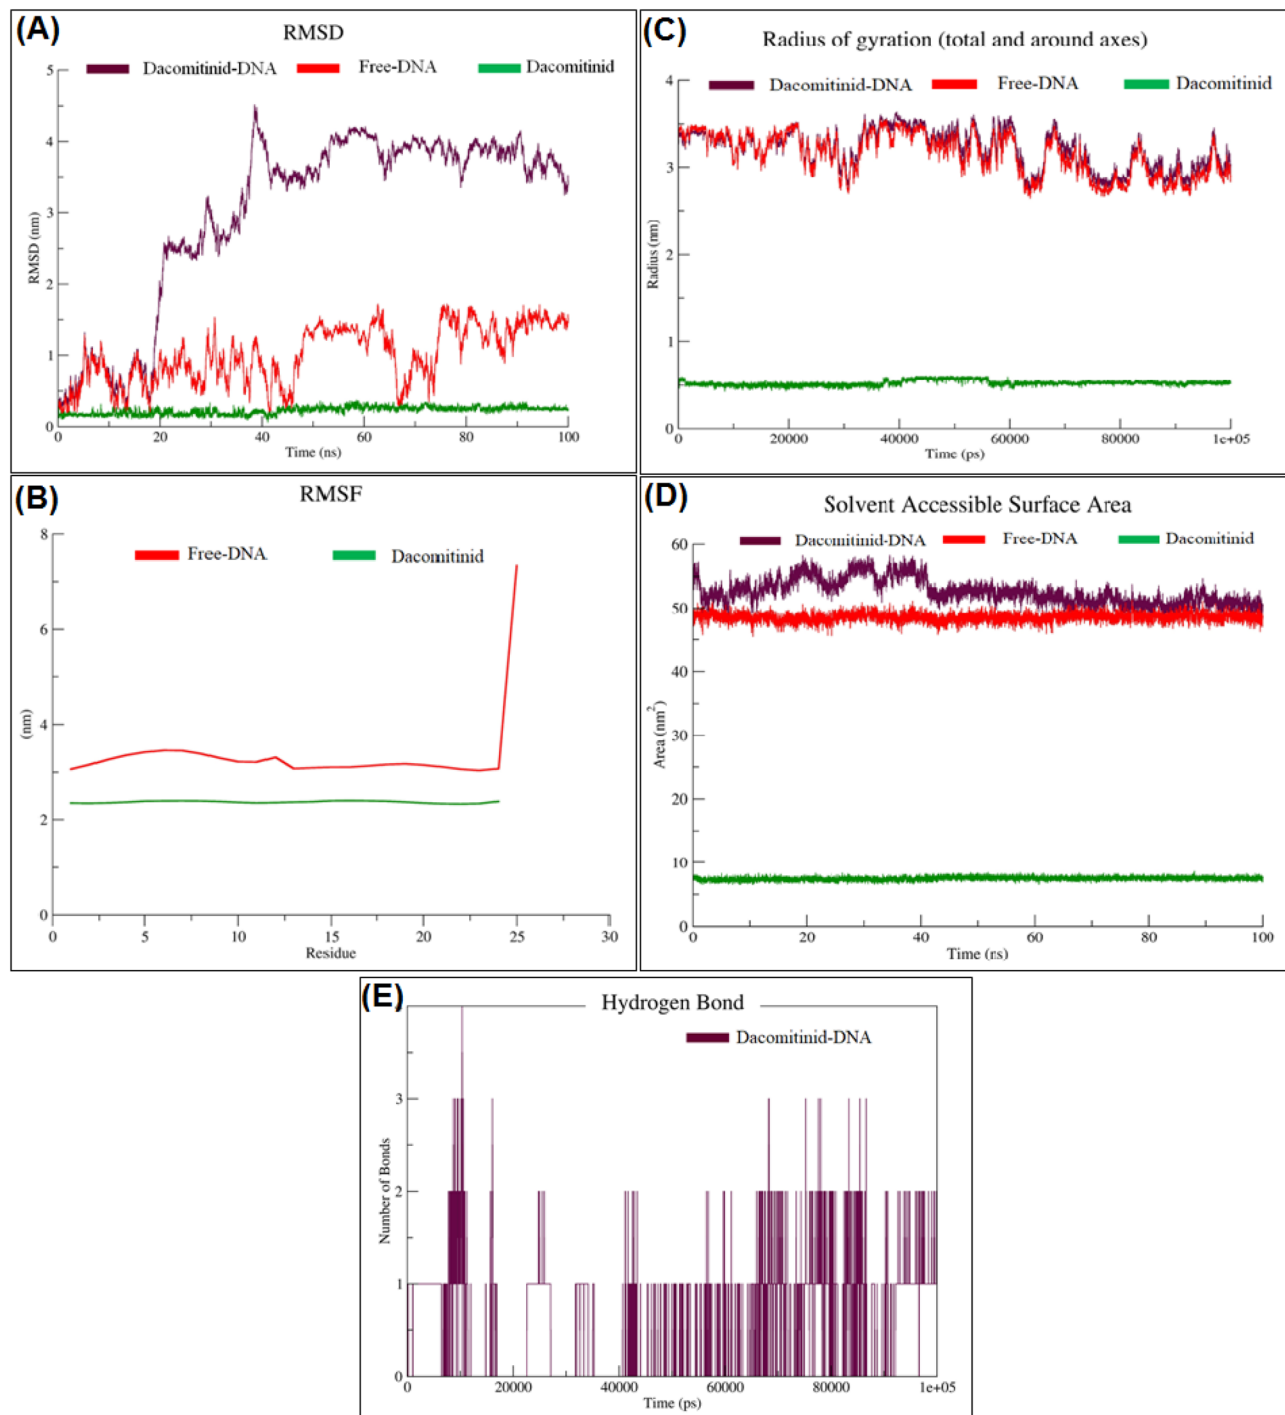 (A)
RMSD
Dacomitinid-DNA Free-DNA Dacomitinid
5
4
3
2
1
0
RMSD (nm)
0 20 40 60 80 100
Time (ns)
(C)
Radius of gyration (total and around axes)
Dacomitinid-DNA Free-DNA Dacomitinid
4
3
2
1
0
Radius (nm)
0 20000 40000 60000 80000 1e+05
Time (ps)
(B)
RMSF
Free-DNA Dacomitinid
8
6
4
2
0
(nm)
0 5 10 15 20 25 30
Residue
(D)
Solvent Accessible Surface Area
Dacomitinid-DNA Free-DNA Dacomitinid
60
50
40
30
20
10
0
Area (nm²)
0 20 40 60 80 100
Time (ns)
(E)
Hydrogen Bond
Dacomitinid-DNA
3
2
1
0
Number of Bonds
0 20000 40000 60000 80000 1e+05
Time (ps)